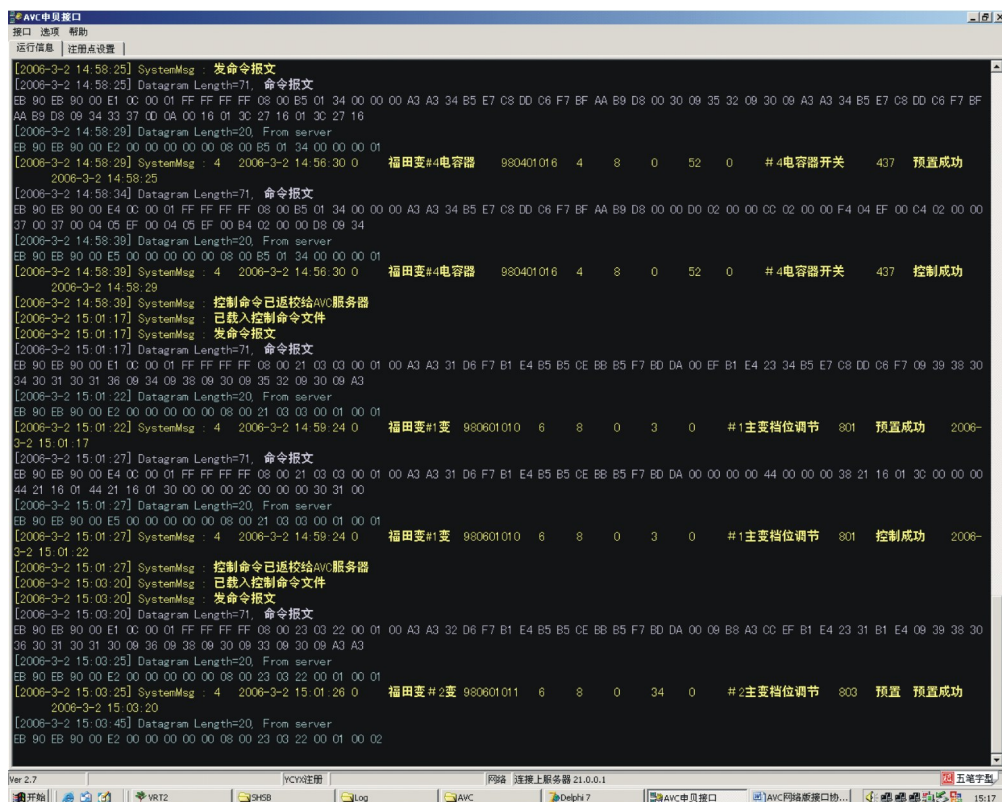 AVC申贝接口
接口 选项 帮助
运行信息 注册点设置
[2006-3-2 14:58:25] SystemMsg : 发命令报文
[2006-3-2 14:58:25] Datagram Length=71, 命令报文
EB 90 EB 90 00 E1 0C 00 01 FF FF FF FF 08 00 B5 01 34 00 00 00 A3 A3 34 B5 E7 C8 DD C6 F7 BF AA B9 D8 00 30 09 35 32 09 30 09 A3 A3 34 B5 E7 C8 DD C6 F7 BF
AA B9 D8 09 34 33 37 0D 0A 00 16 01 3C 27 16 01 3C 27 16
[2006-3-2 14:58:29] Datagram Length=20, From server
EB 90 EB 90 00 E2 00 00 00 00 00 08 00 B5 01 34 00 00 00 01
[2006-3-2 14:58:29] SystemMsg : 4 2006-3-2 14:56:30 0 福田变#4电容器 980401016 4 8 0 52 0 #4电容器开关 437 预置成功
2006-3-2 14:58:25
[2006-3-2 14:58:34] Datagram Length=71, 命令报文
EB 90 EB 90 00 E4 0C 00 01 FF FF FF FF 08 00 B5 01 34 00 00 00 A3 A3 34 B5 E7 C8 DD C6 F7 BF AA B9 D8 00 00 D0 02 00 00 CC 02 00 00 F4 04 EF 00 C4 02 00 00
37 00 37 00 04 05 EF 00 04 05 EF 00 B4 02 00 00 D8 09 34
[2006-3-2 14:58:39] Datagram Length=20, From server
EB 90 EB 90 00 E5 00 00 00 00 00 08 00 B5 01 34 00 00 00 01
[2006-3-2 14:58:39] SystemMsg : 4 2006-3-2 14:56:30 0 福田变#4电容器 980401016 4 8 0 52 0 #4电容器开关 437 控制成功
2006-3-2 14:58:29
[2006-3-2 14:58:39] SystemMsg : 控制命令已返校给AVC服务器
[2006-3-2 15:01:17] SystemMsg : 已载入控制命令文件
[2006-3-2 15:01:17] SystemMsg : 发命令报文
[2006-3-2 15:01:17] Datagram Length=71, 命令报文
EB 90 EB 90 00 E1 0C 00 01 FF FF FF FF 08 00 21 03 03 00 01 00 A3 A3 31 D6 F7 B1 E4 B5 B5 CE BB B5 F7 BD DA 00 EF B1 E4 23 34 B5 E7 C8 DD C6 F7 09 39 38 30
34 30 31 30 31 36 09 34 09 38 09 30 09 35 32 09 30 09 A3
[2006-3-2 15:01:22] Datagram Length=20, From server
EB 90 EB 90 00 E2 00 00 00 00 00 08 00 21 03 03 00 01 00 01
[2006-3-2 15:01:22] SystemMsg : 4 2006-3-2 14:59:24 0 福田变#1变 980601010 6 8 0 3 0 #1主变档位调节 801 预置成功 2006-
3-2 15:01:17
[2006-3-2 15:01:27] Datagram Length=71, 命令报文
EB 90 EB 90 00 E4 0C 00 01 FF FF FF FF 08 00 21 03 03 00 01 00 A3 A3 31 D6 F7 B1 E4 B5 B5 CE BB B5 F7 BD DA 00 00 00 00 44 00 00 00 38 21 16 01 3C 00 00 00
44 21 16 01 44 21 16 01 30 00 00 00 2C 00 00 00 30 31 00
[2006-3-2 15:01:27] Datagram Length=20, From server
EB 90 EB 90 00 E5 00 00 00 00 00 08 00 21 03 03 00 01 00 01
[2006-3-2 15:01:27] SystemMsg : 4 2006-3-2 14:59:24 0 福田变#1变 980601010 6 8 0 3 0 #1主变档位调节 801 控制成功 2006-
3-2 15:01:22
[2006-3-2 15:01:27] SystemMsg : 控制命令已返校给AVC服务器
[2006-3-2 15:03:20] SystemMsg : 已载入控制命令文件
[2006-3-2 15:03:20] SystemMsg : 发命令报文
[2006-3-2 15:03:20] Datagram Length=71, 命令报文
EB 90 EB 90 00 E1 0C 00 01 FF FF FF FF 08 00 23 03 22 00 01 00 A3 A3 32 D6 F7 B1 E4 B5 B5 CE BB B5 F7 BD DA 00 09 B8 A3 CC EF B1 E4 23 31 B1 E4 09 39 38 30
36 30 31 30 31 30 09 36 09 38 09 30 09 33 09 30 09 A3 A3
[2006-3-2 15:03:25] Datagram Length=20, From server
EB 90 EB 90 00 E2 00 00 00 00 00 08 00 23 03 22 00 01 00 01
[2006-3-2 15:03:25] SystemMsg : 4 2006-3-2 15:01:26 0 福田变#2变 980601011 6 8 0 34 0 #2主变档位调节 803 预置 预置成功
2006-3-2 15:03:20
[2006-3-2 15:03:45] Datagram Length=20, From server
EB 90 EB 90 00 E2 00 00 00 00 00 08 00 23 03 22 00 01 00 02
Ver 2.7 YCYX注册 网络 连接上服务器 21.0.0.1 五笔字型
开始 VRT2 SHSB Log AVC Delphi 7 AVC申贝接口 AVC网络版接口协... 15:17